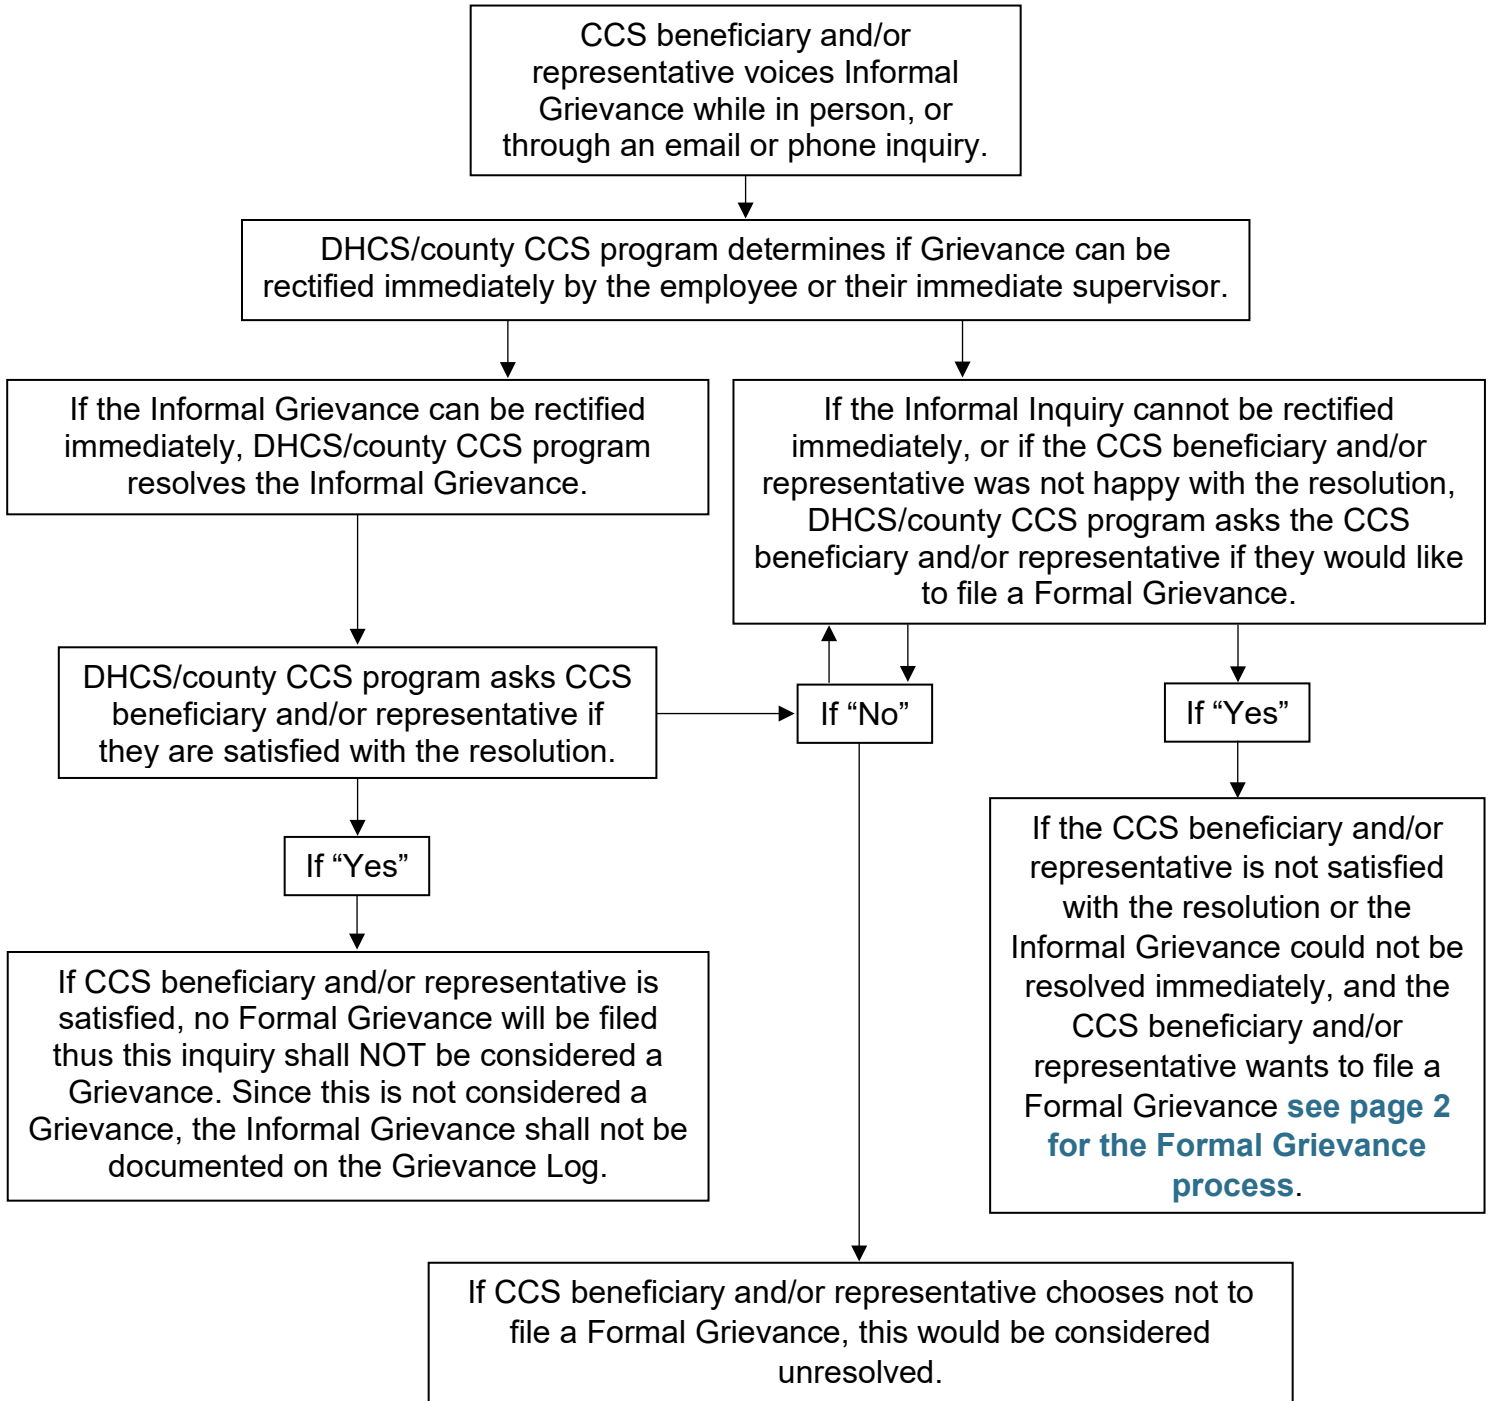 CCS beneficiary and/or
representative voices Informal
Grievance while in person, or
through an email or phone inquiry.
DHCS/county CCS program determines if Grievance can be
rectified immediately by the employee or their immediate supervisor.
If the Informal Grievance can be rectified
immediately, DHCS/county CCS program
resolves the Informal Grievance.
If the Informal Inquiry cannot be rectified
immediately, or if the CCS beneficiary and/or
representative was not happy with the resolution,
DHCS/county CCS program asks the CCS
beneficiary and/or representative if they would like
to file a Formal Grievance.
DHCS/county CCS program asks CCS
beneficiary and/or representative if
they are satisfied with the resolution.
If “No”
If “Yes”
If “Yes”
If CCS beneficiary and/or representative is
satisfied, no Formal Grievance will be filed
thus this inquiry shall NOT be considered a
Grievance. Since this is not considered a
Grievance, the Informal Grievance shall not be
documented on the Grievance Log.
If the CCS beneficiary and/or
representative is not satisfied
with the resolution or the
Informal Grievance could not be
resolved immediately, and the
CCS beneficiary and/or
representative wants to file a
Formal Grievance see page 2
for the Formal Grievance
process.
If CCS beneficiary and/or representative chooses not to
file a Formal Grievance, this would be considered
unresolved.